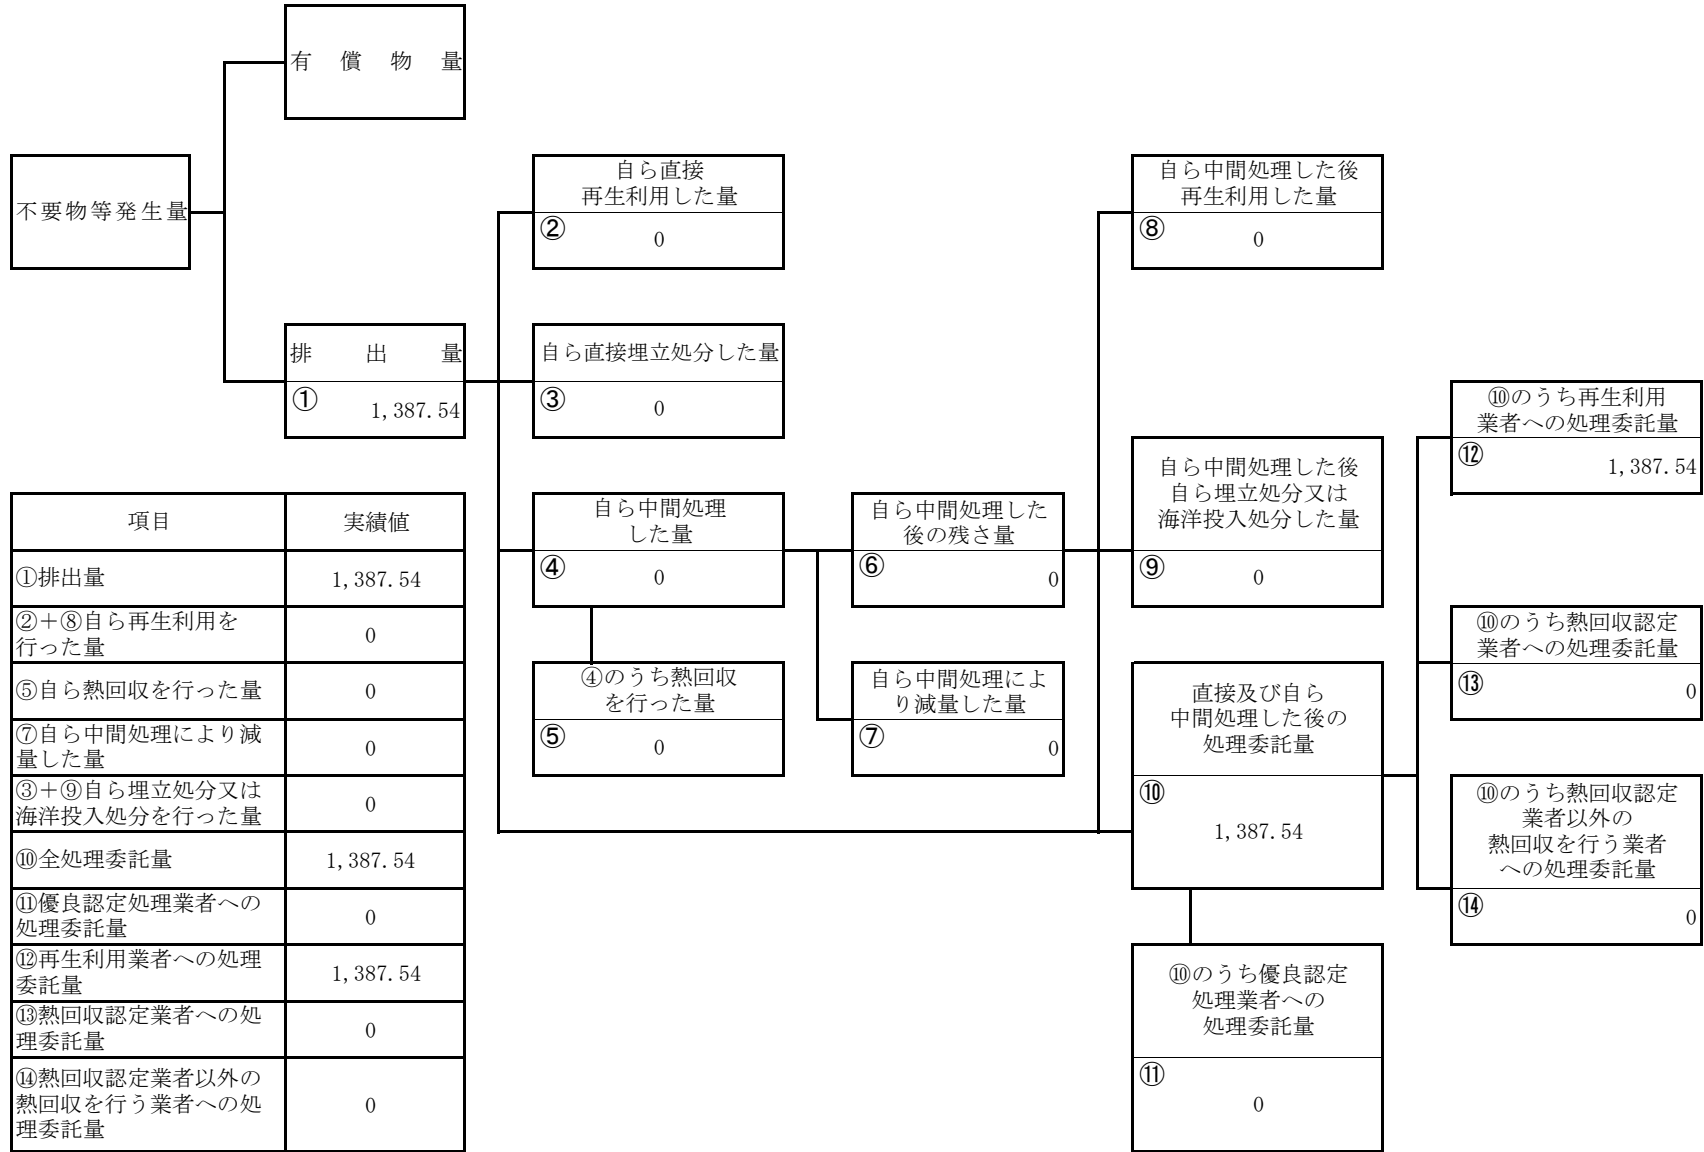 有償物量
不要物等発生量
排出量
①
1,387.54
自ら直接
再生利用した量
②
0
自ら直接埋立処分した量
③
0
自ら中間処理
した量
④
0
④のうち熱回収
を行った量
⑤
0
自ら中間処理した
後の残さ量
⑥
0
自ら中間処理によ
り減量した量
⑦
0
自ら中間処理した後
再生利用した量
⑧
0
自ら中間処理した後
自ら埋立処分又は
海洋投入処分した量
⑨
0
直接及び自ら
中間処理した後の
処理委託量
⑩
1,387.54
⑩のうち優良認定
処理業者への
処理委託量
⑪
0
⑩のうち再生利用
業者への処理委託量
⑫
1,387.54
⑩のうち熱回収認定
業者への処理委託量
⑬
0
⑩のうち熱回収認定
業者以外の
熱回収を行う業者
への処理委託量
⑭
0
項目
実績値
①排出量
1,387.54
②＋⑧自ら再生利用を
行った量
0
⑤自ら熱回収を行った量
0
⑦自ら中間処理により減
量した量
0
③＋⑨自ら埋立処分又は
海洋投入処分を行った量
0
⑩全処理委託量
1,387.54
⑪優良認定処理業者への
処理委託量
0
⑫再生利用業者への処理
委託量
1,387.54
⑬熱回収認定業者への処
理委託量
0
⑭熱回収認定業者以外の
熱回収を行う業者への処
理委託量
0